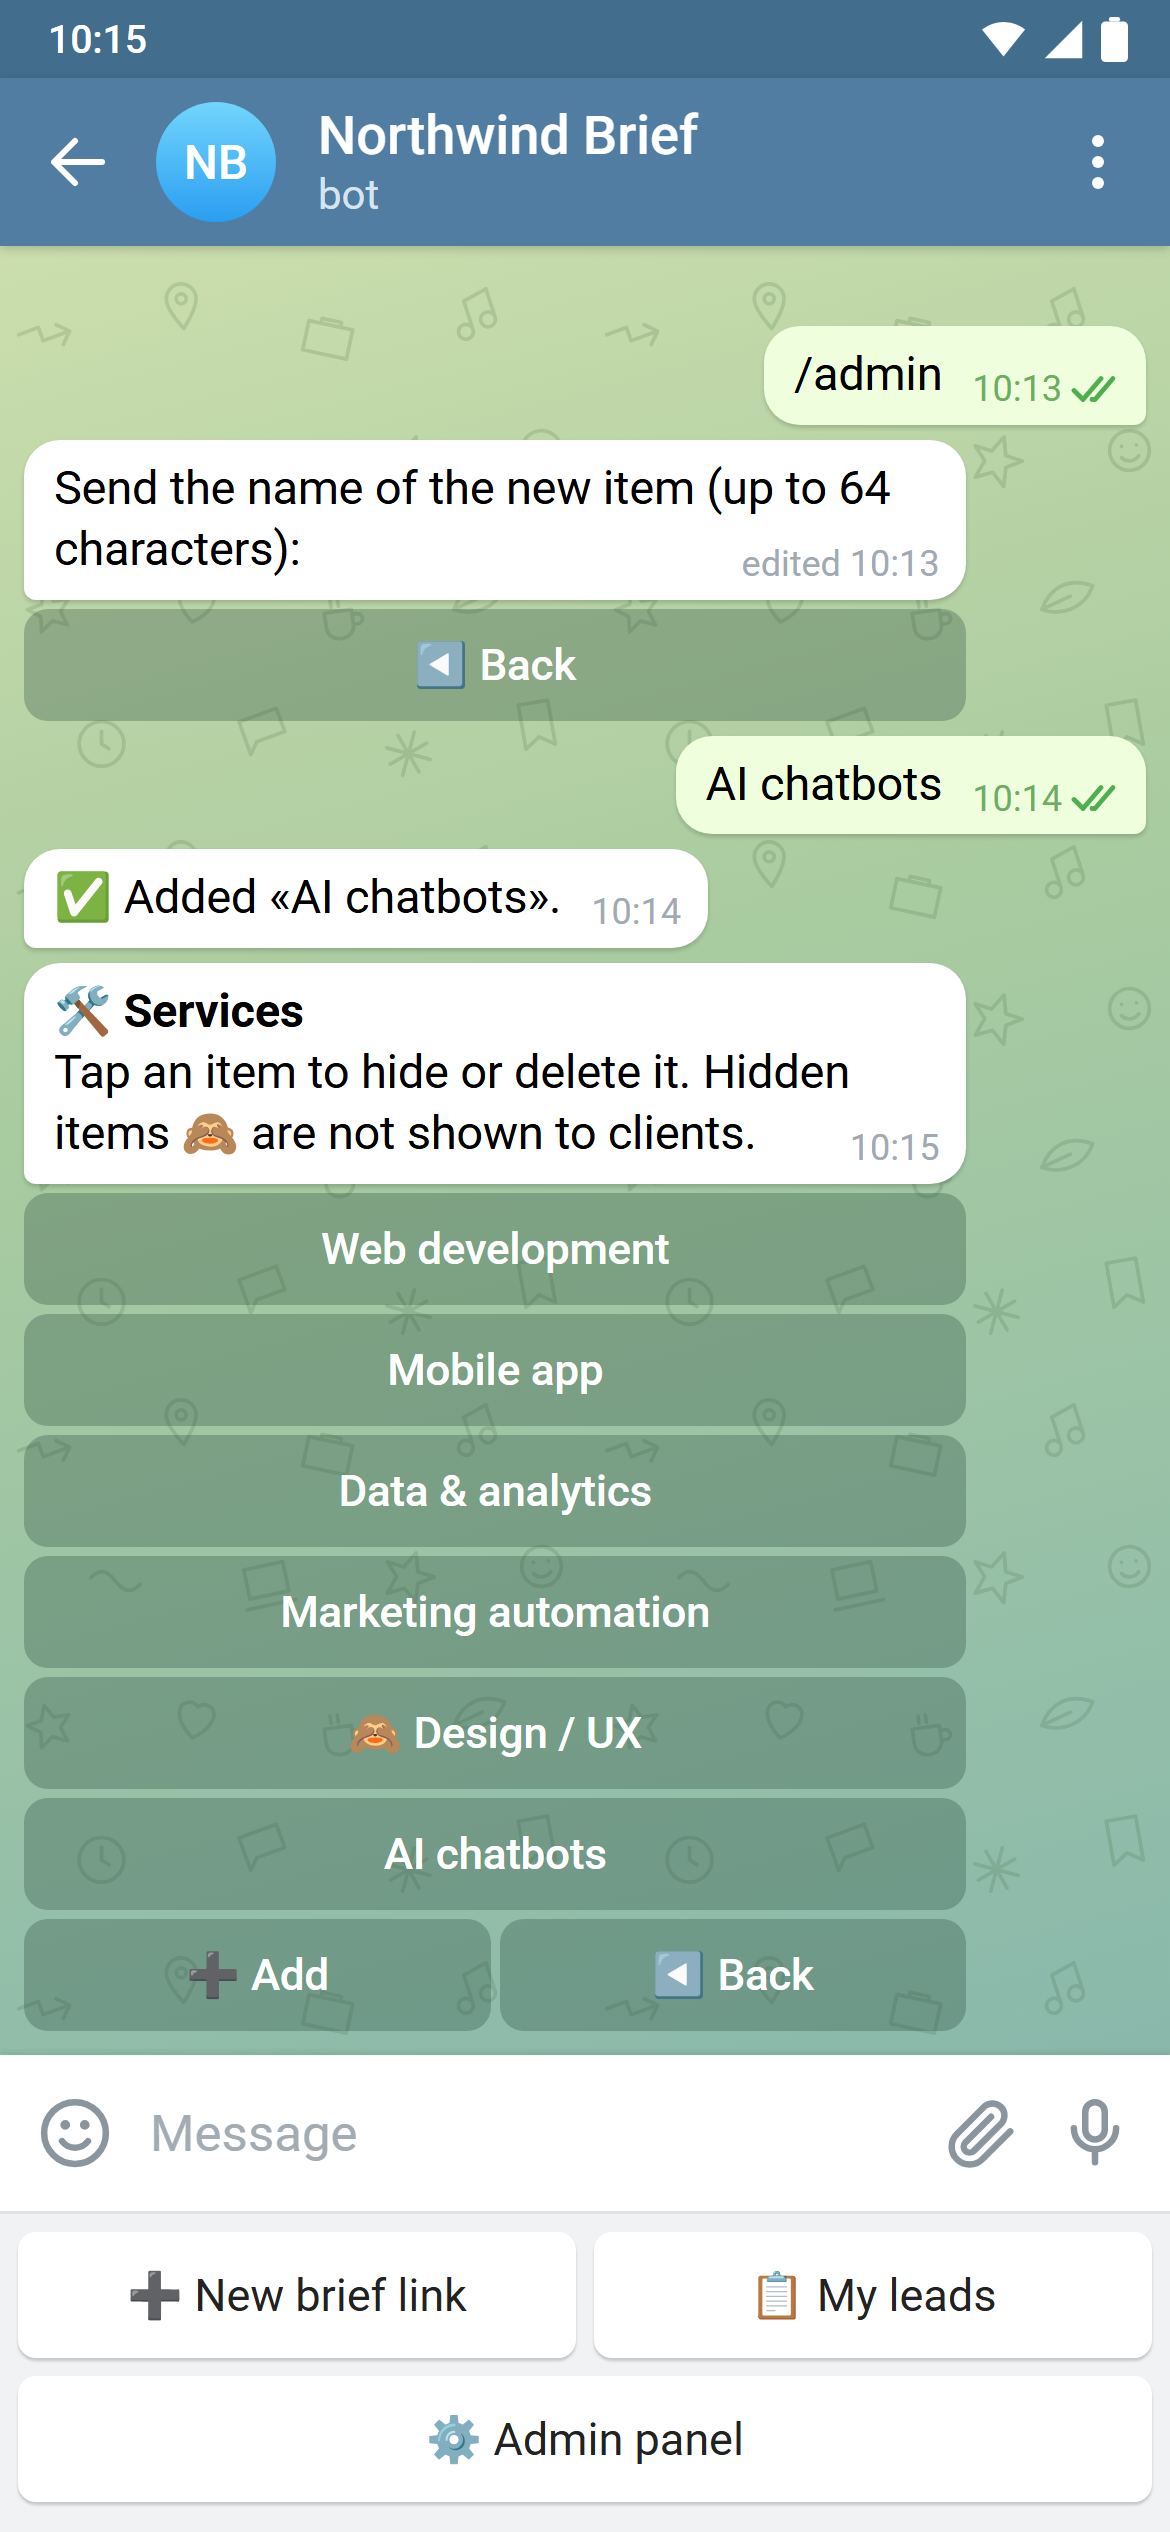 10:15
NB
Northwind Brief
bot
/admin 10:13
Send the name of the new item (up to 64
characters):
edited 10:13
◀️ Back
AI chatbots 10:14
✅ Added «AI chatbots». 10:14
🛠️ Services
Tap an item to hide or delete it. Hidden
items 🙈 are not shown to clients. 10:15
Web development
Mobile app
Data & analytics
Marketing automation
🙈 Design / UX
AI chatbots
➕ Add
◀️ Back
Message
➕ New brief link
📋 My leads
⚙️ Admin panel